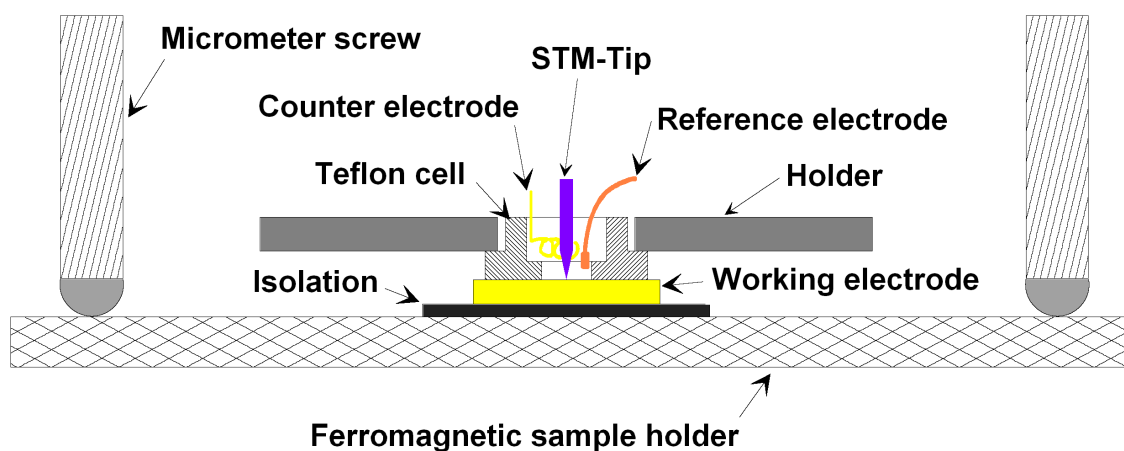 Micrometer screw
STM-Tip
Counter electrode
Reference electrode
Teflon cell
Holder
Isolation
Working electrode
Ferromagnetic sample holder